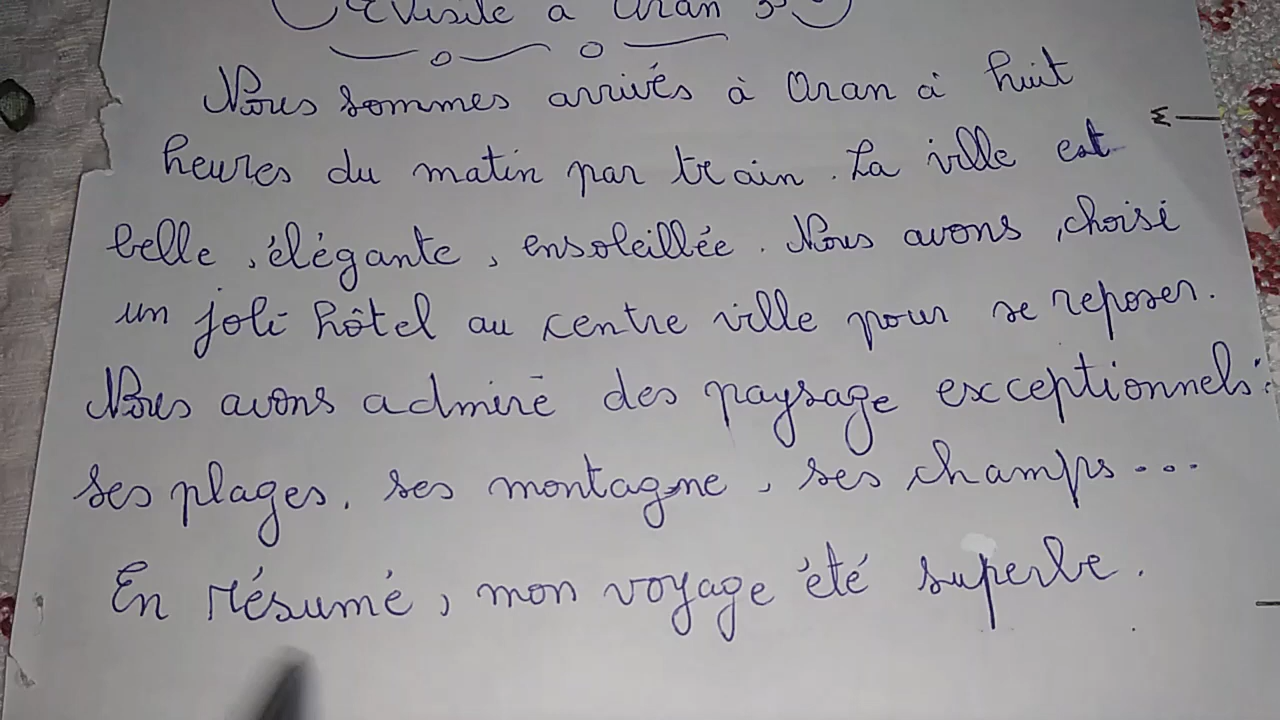 Visite à Oran
Nous sommes arrivés à Oran à huit
heures du matin par train. La ville est
belle, élégante, ensoleillée. Nous avons choisi
un joli hôtel au centre ville pour se reposer.
Nous avons admiré des paysage exceptionnels :
ses plages, ses montagne, ses champs...
En résumé, mon voyage été superbe.